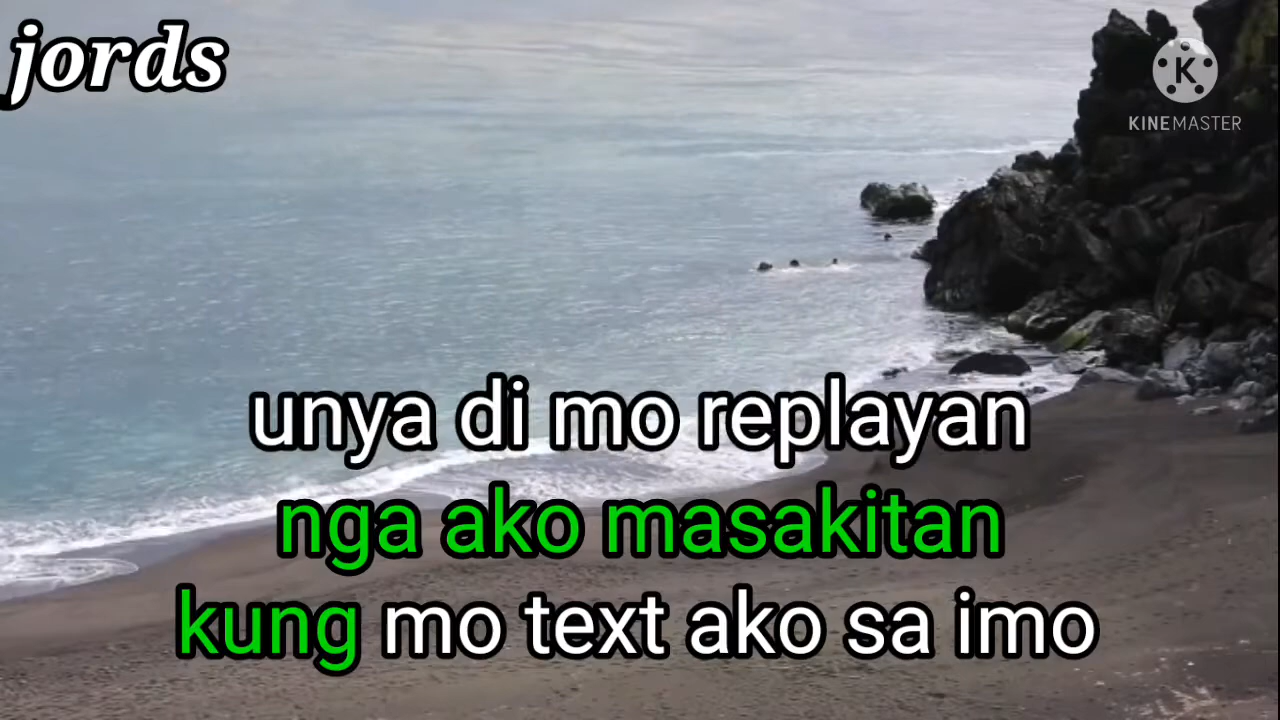 jords
K
KINEMASTER
unya di mo replayan
nga ako masakitan
kung mo text ako sa imo